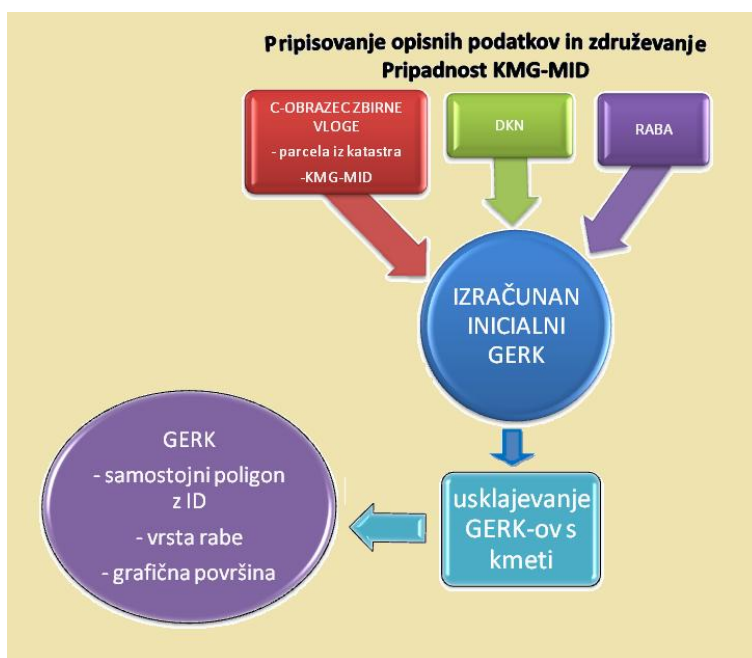 Pripisovanje opisnih podatkov in združevanje
Pripadnost KMG-MID
C-OBRAZEC ZBIRNE
VLOGE
- parcela iz katastra
-KMG-MID
DKN
RABA
IZRAČUNAN
INICIALNI
GERK
usklajevanje
GERK-ov s
kmeti
GERK
- samostojni poligon
z ID
- vrsta rabe
- grafična površina